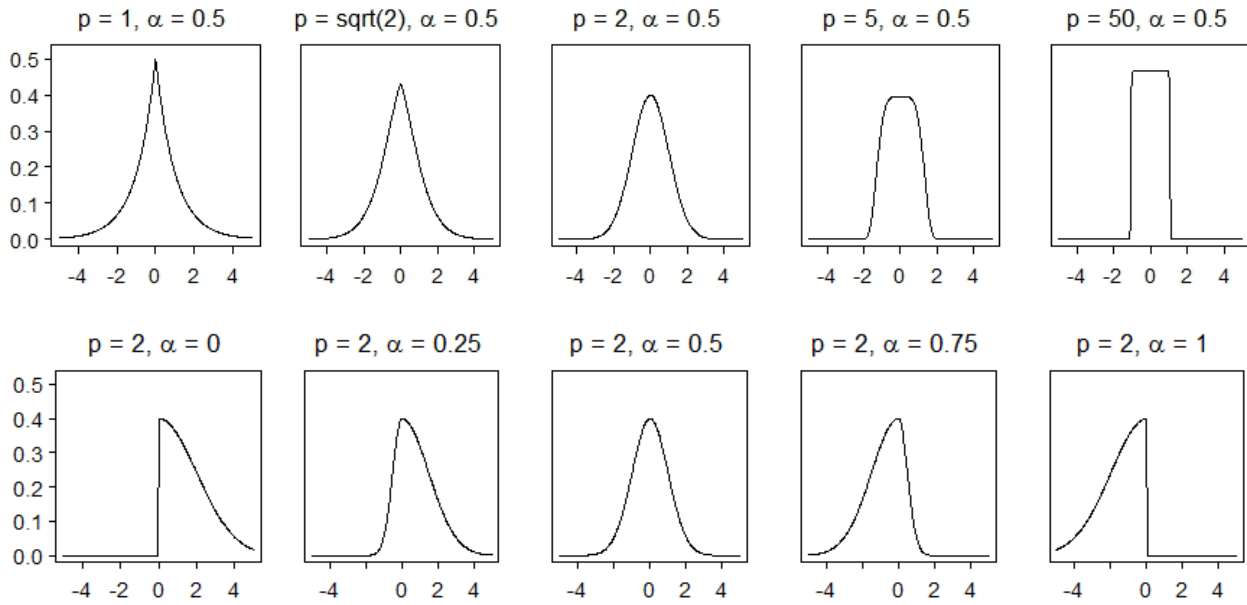 p = 1, α = 0.5
p = sqrt(2), α = 0.5
p = 2, α = 0.5
p = 5, α = 0.5
p = 50, α = 0.5
0.5
0.4
0.3
0.2
0.1
0.0
-4 -2 0 2 4
-4 -2 0 2 4
-4 -2 0 2 4
-4 -2 0 2 4
-4 -2 0 2 4
p = 2, α = 0
p = 2, α = 0.25
p = 2, α = 0.5
p = 2, α = 0.75
p = 2, α = 1
0.5
0.4
0.3
0.2
0.1
0.0
-4 -2 0 2 4
-4 -2 0 2 4
-4 -2 0 2 4
-4 -2 0 2 4
-4 -2 0 2 4